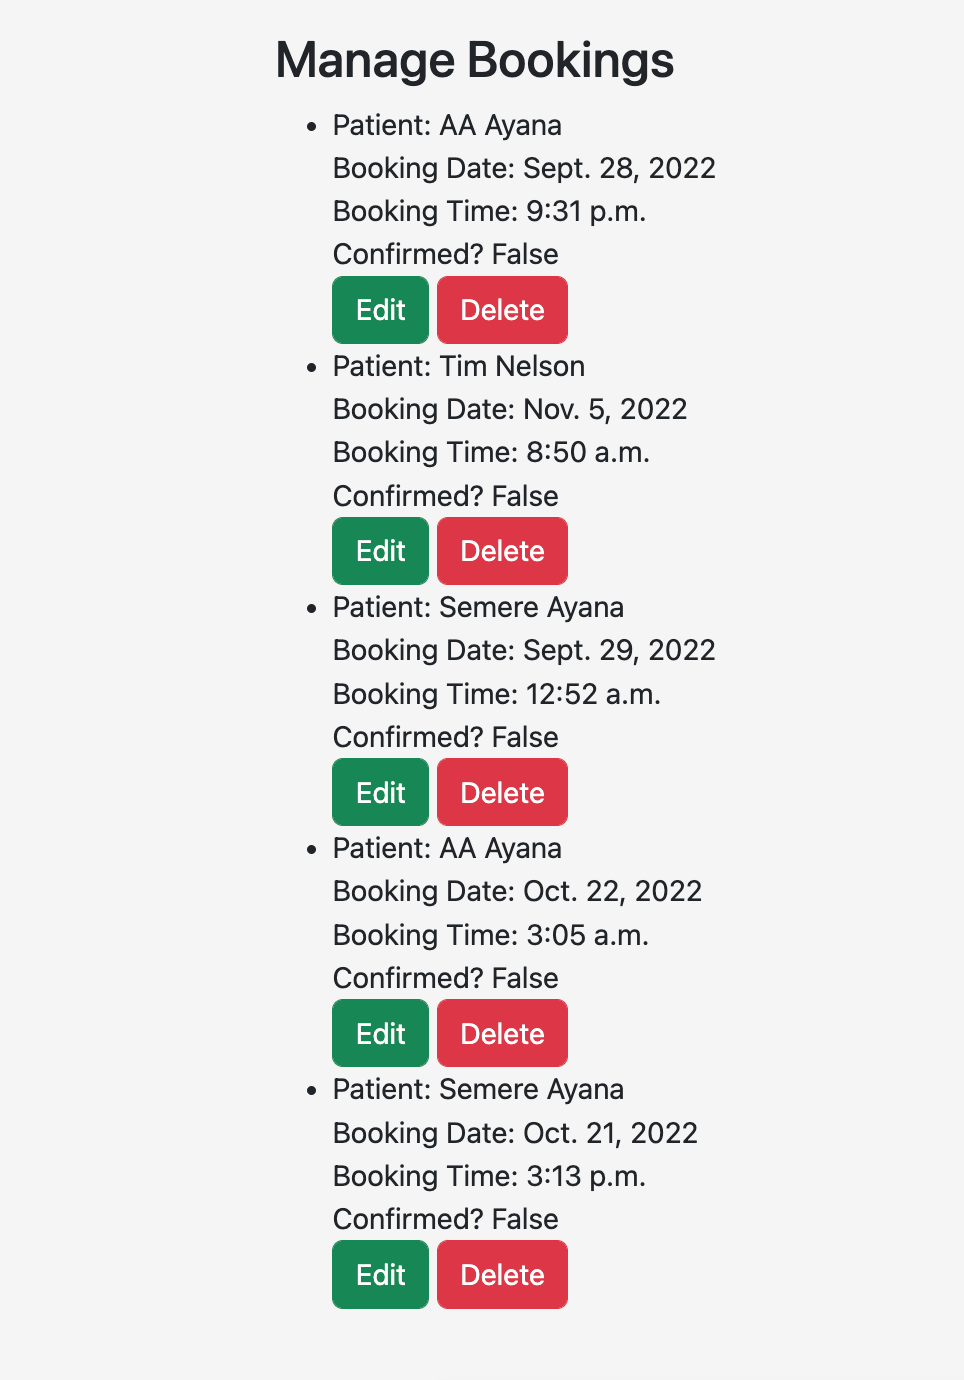 Manage Bookings
• Patient: AA Ayana
Booking Date: Sept. 28, 2022
Booking Time: 9:31 p.m.
Confirmed? False
Edit Delete
• Patient: Tim Nelson
Booking Date: Nov. 5, 2022
Booking Time: 8:50 a.m.
Confirmed? False
Edit Delete
• Patient: Semere Ayana
Booking Date: Sept. 29, 2022
Booking Time: 12:52 a.m.
Confirmed? False
Edit Delete
• Patient: AA Ayana
Booking Date: Oct. 22, 2022
Booking Time: 3:05 a.m.
Confirmed? False
Edit Delete
• Patient: Semere Ayana
Booking Date: Oct. 21, 2022
Booking Time: 3:13 p.m.
Confirmed? False
Edit Delete